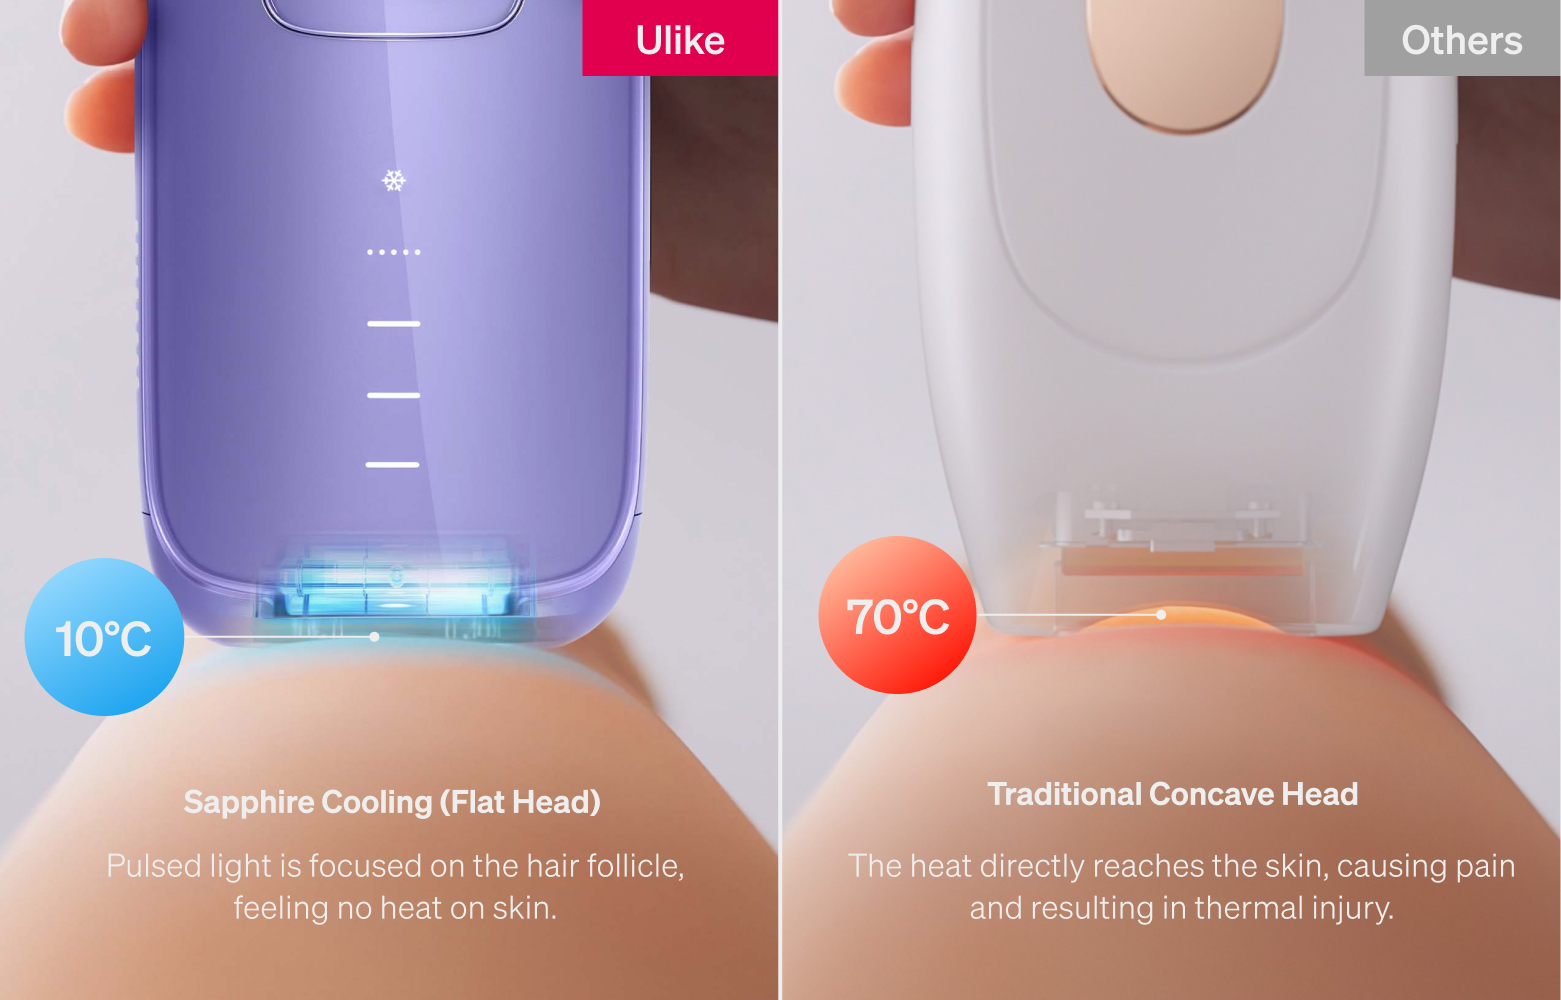 Ulike
10°C
Sapphire Cooling (Flat Head)
Pulsed light is focused on the hair follicle,
feeling no heat on skin.
Others
70°C
Traditional Concave Head
The heat directly reaches the skin, causing pain
and resulting in thermal injury.